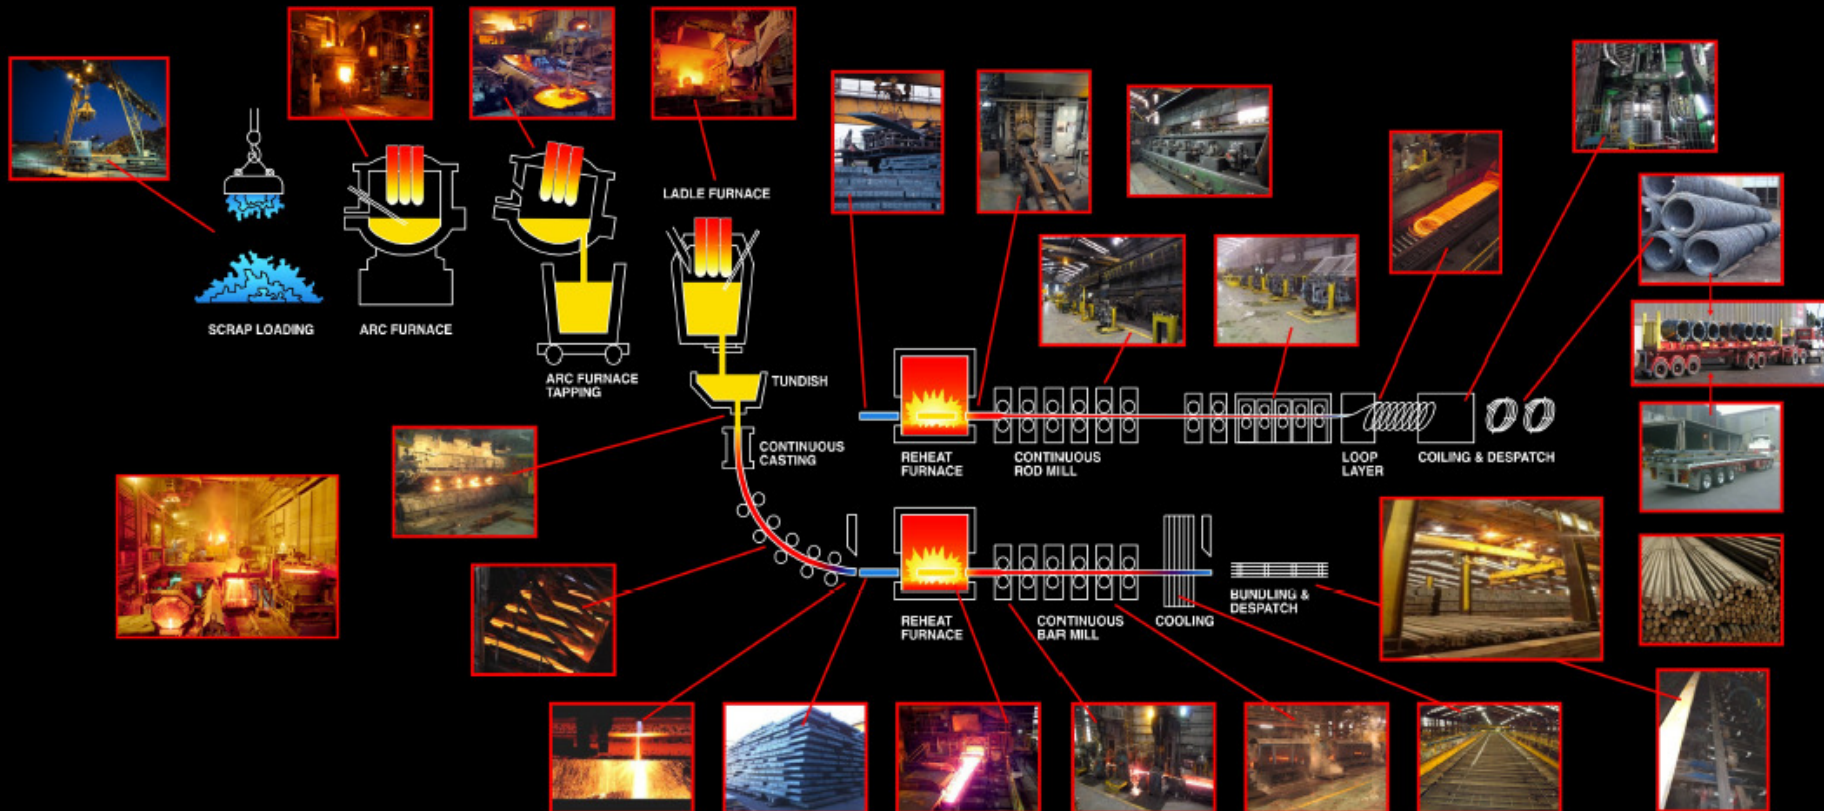 LADLE FURNACE
SCRAP LOADING
ARC FURNACE
ARC FURNACE
TAPPING
TUNDISH
CONTINUOUS
CASTING
REHEAT
FURNACE
CONTINUOUS
ROD MILL
LOOP
LAYER
COILING & DESPATCH
REHEAT
FURNACE
CONTINUOUS
BAR MILL
COOLING
BUNDLING &
DESPATCH